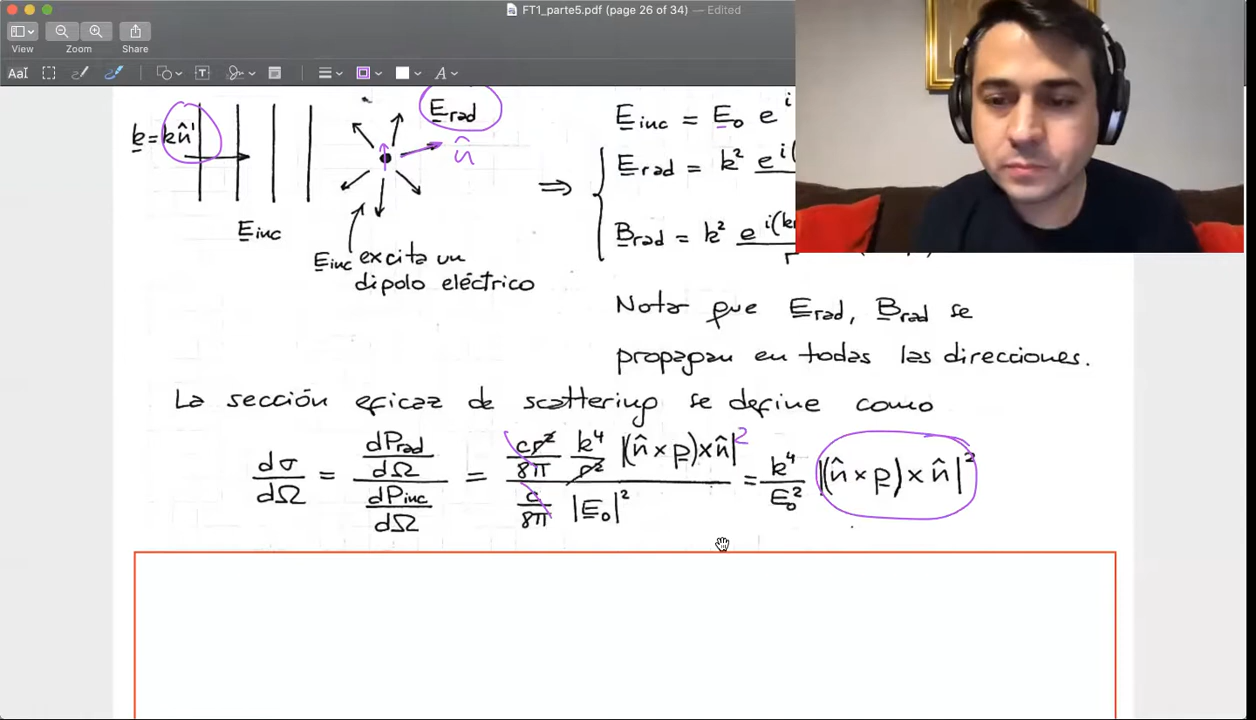 FT1_parte5.pdf (page 26 of 34) — Edited
View Zoom Share
AaI T A
k = k n̂'
E_rad
n̂
E_inc
E_inc excita un
dipolo eléctrico
⇒
E_inc = E_0 e^i
E_rad = k² e^{i(
B_rad = k² e^{i(k
r
Notar que E_rad, B_rad se
propagan en todas las direcciones.
La sección eficaz de scattering se define como
dσ/dΩ = (dP_rad/dΩ)/(dP_inc/dΩ) = (cr²/8π k⁴/r² |(n̂ × p) × n̂|²)/(c/8π |E_0|²) = k⁴/E_0² |(n̂ × p) × n̂|²